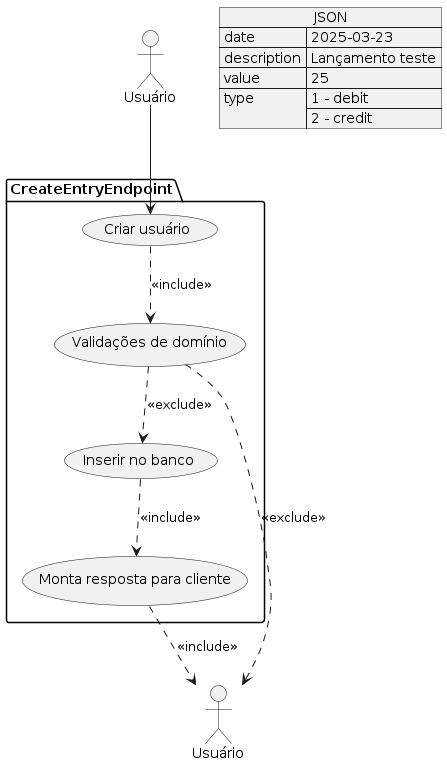 JSON
date 2025-03-23
description Lançamento teste
value 25
type 1 - debit
2 - credit
Usuário
CreateEntryEndpoint
Criar usuário
«include»
Validações de domínio
«exclude»
Inserir no banco
«include»
«exclude»
Monta resposta para cliente
«include»
Usuário